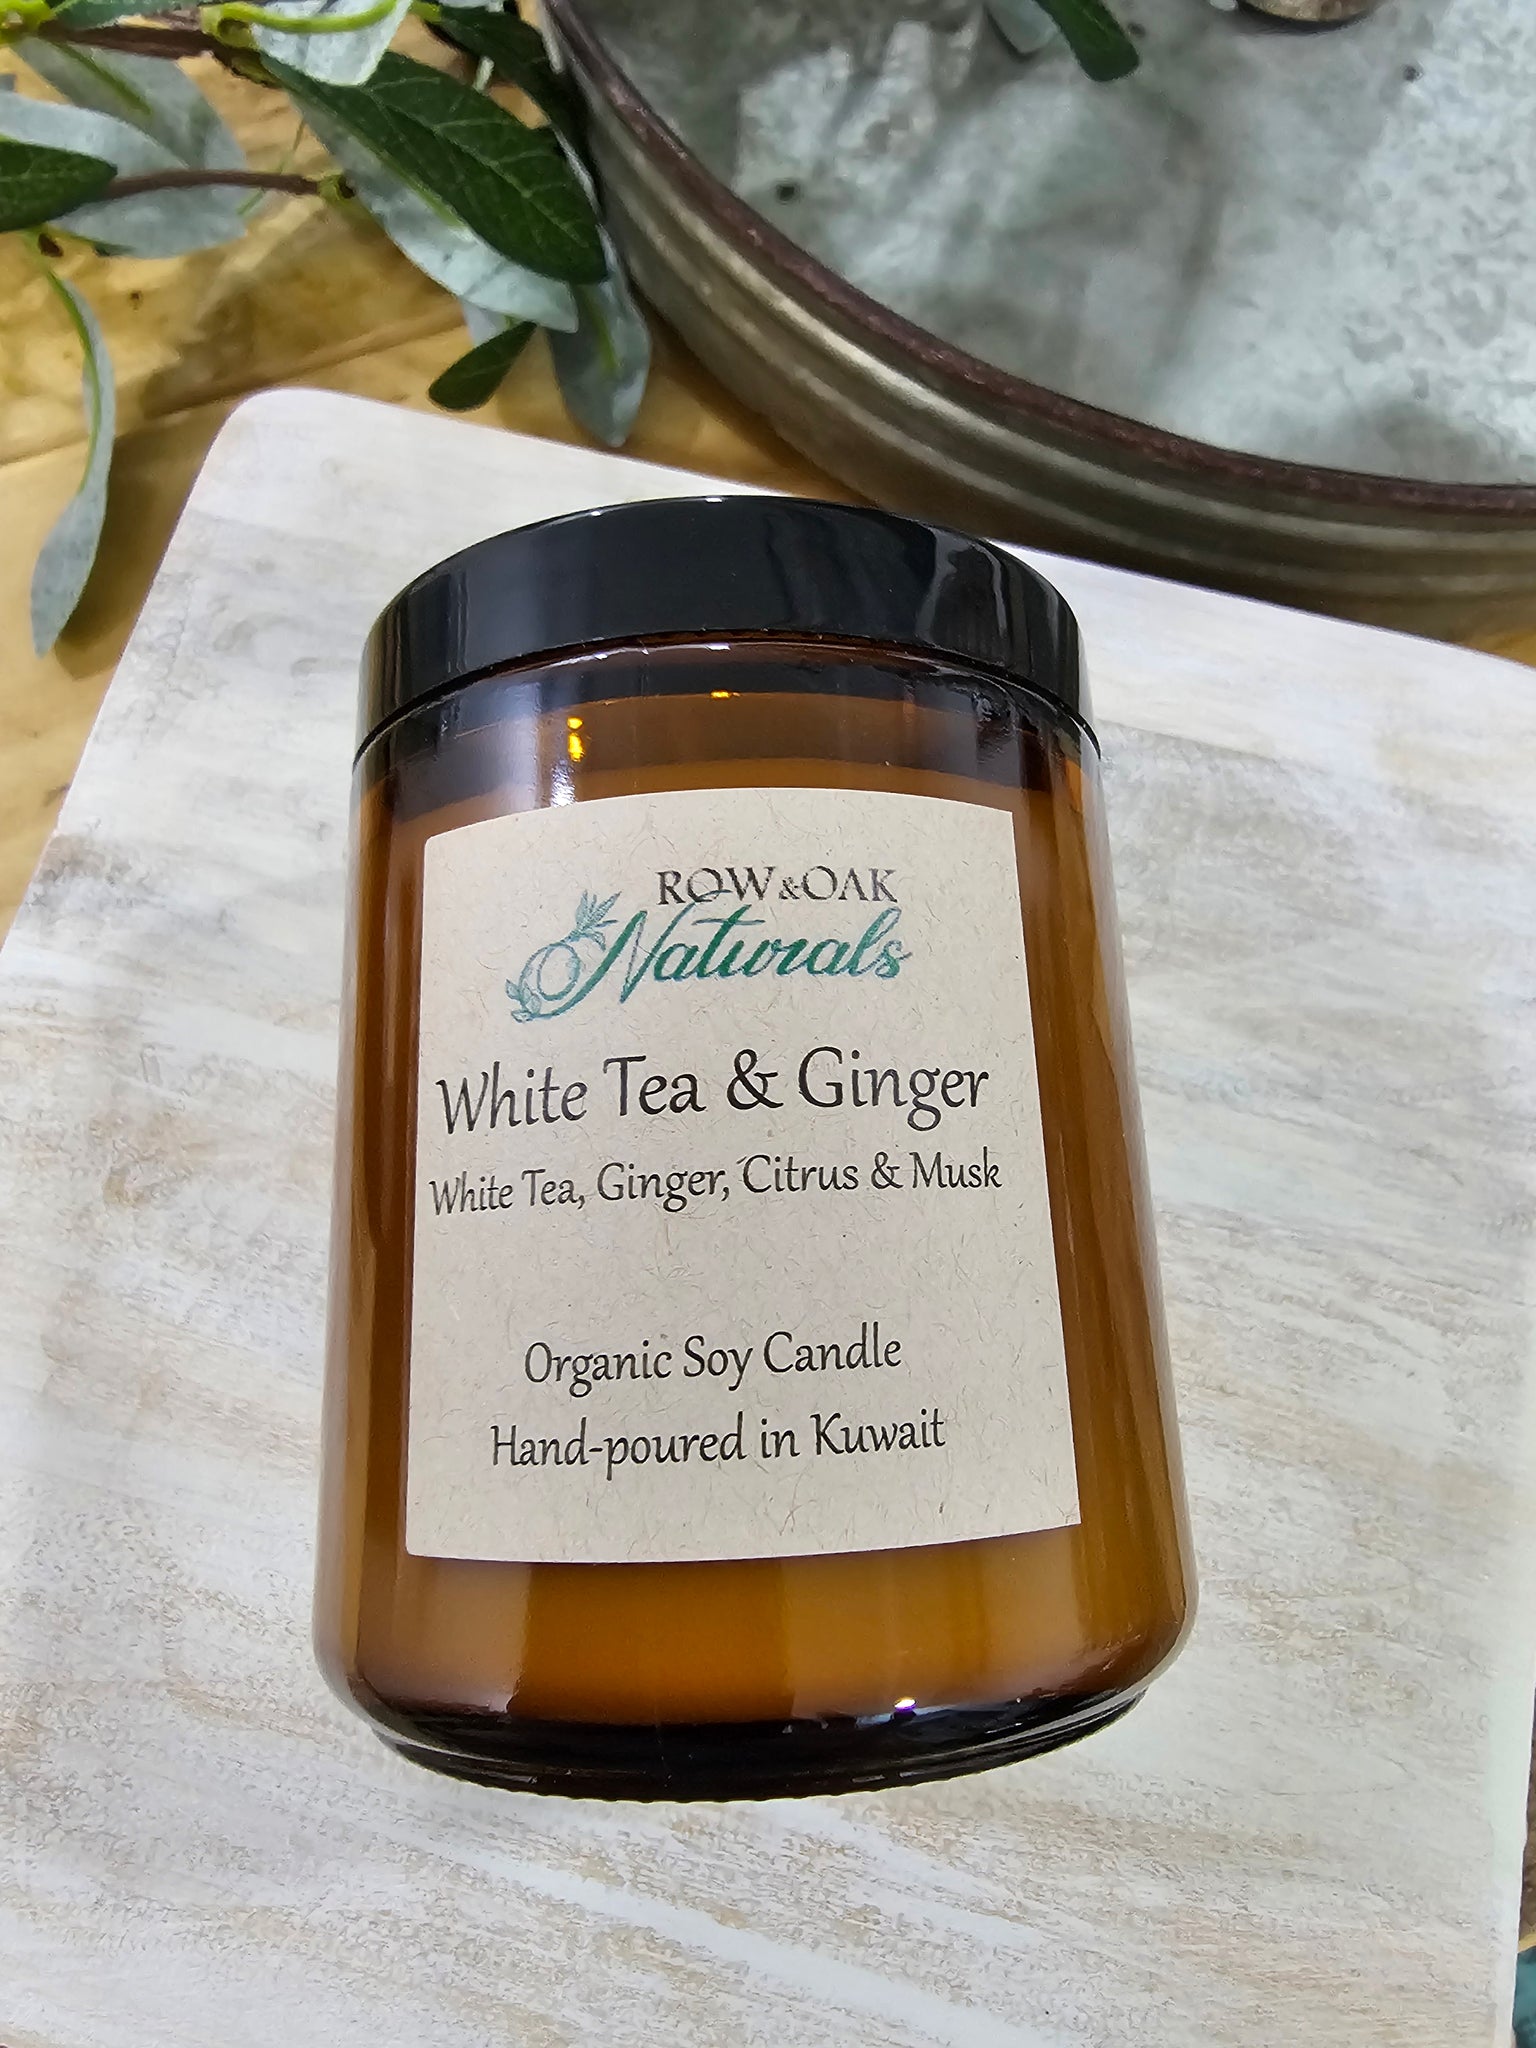 ROW & OAK
Naturals
White Tea & Ginger
White Tea, Ginger, Citrus & Musk
Organic Soy Candle
Hand-poured in Kuwait